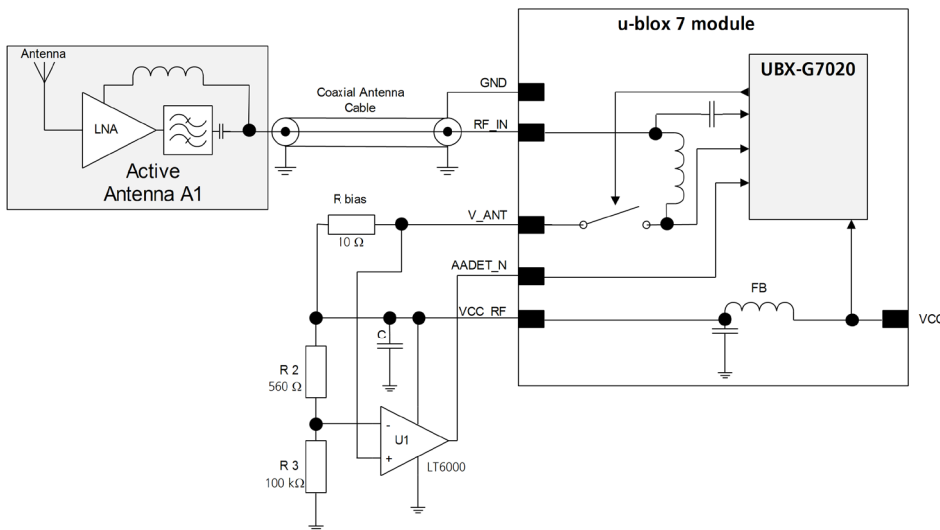 u-blox 7 module
UBX-G7020
Antenna
LNA
Active
Antenna A1
Coaxial Antenna
Cable
GND
RF_IN
R bias
10 Ω
V_ANT
AADET_N
VCC_RF
FB
VCC
C
R 2
560 Ω
R 3
100 kΩ
-
+
U1
LT6000